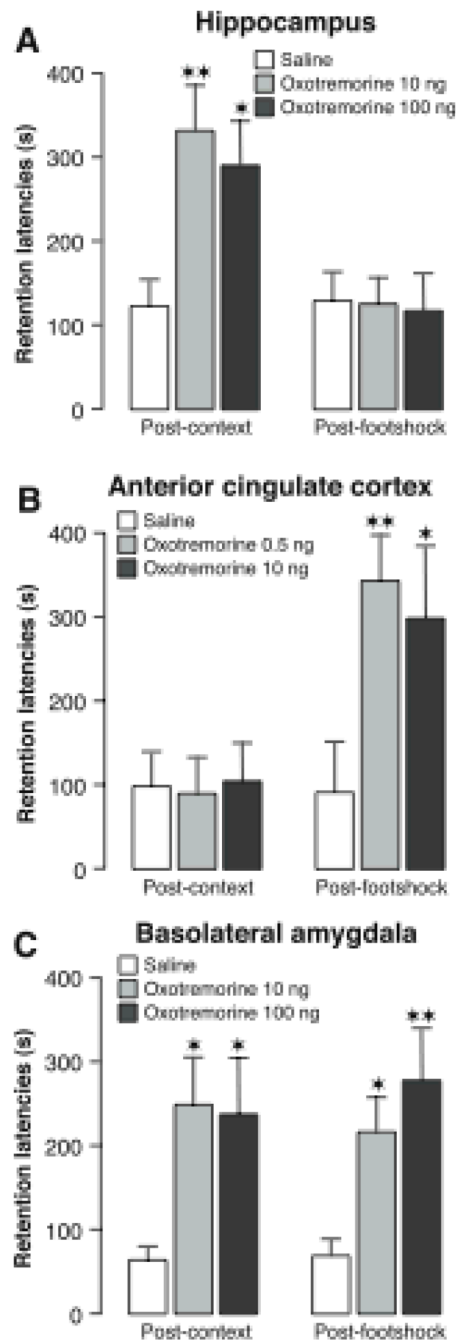 A
Hippocampus
Saline
Oxotremorine 10 ng
Oxotremorine 100 ng
Retention latencies (s)
400
300
200
100
0
** *
Post-context Post-footshock
B
Anterior cingulate cortex
Saline
Oxotremorine 0.5 ng
Oxotremorine 10 ng
Retention latencies (s)
400
300
200
100
0
** *
Post-context Post-footshock
C
Basolateral amygdala
Saline
Oxotremorine 10 ng
Oxotremorine 100 ng
Retention latencies (s)
400
300
200
100
0
* * * **
Post-context Post-footshock